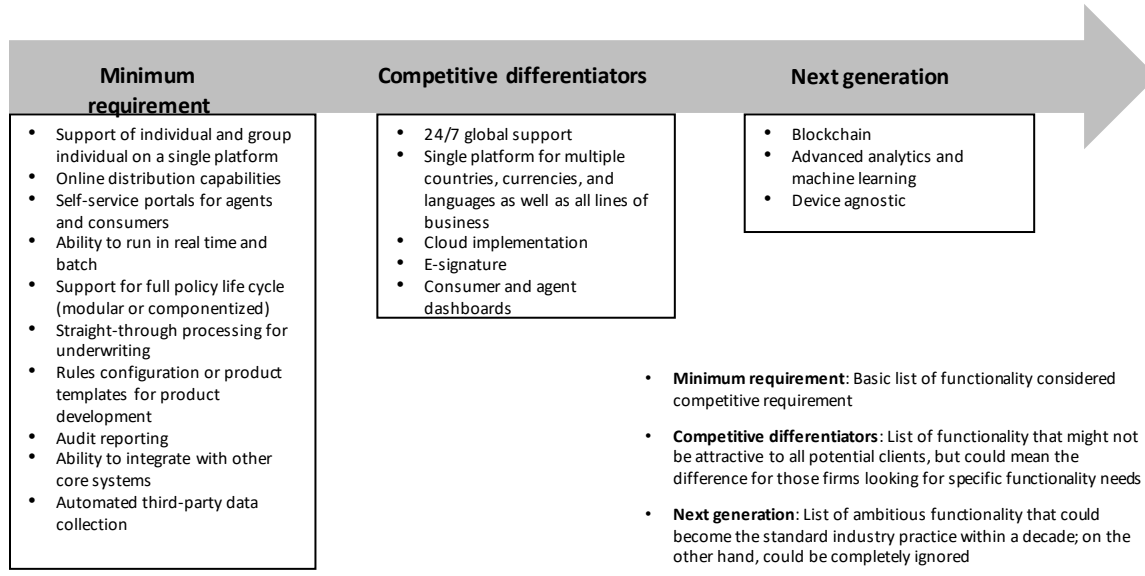 Minimum
requirement
Competitive differentiators
Next generation
• Support of individual and group
individual on a single platform
• Online distribution capabilities
• Self-service portals for agents
and consumers
• Ability to run in real time and
batch
• Support for full policy life cycle
(modular or componentized)
• Straight-through processing for
underwriting
• Rules configuration or product
templates for product
development
• Audit reporting
• Ability to integrate with other
core systems
• Automated third-party data
collection
• 24/7 global support
• Single platform for multiple
countries, currencies, and
languages as well as all lines of
business
• Cloud implementation
• E-signature
• Consumer and agent
dashboards
• Blockchain
• Advanced analytics and
machine learning
• Device agnostic
• Minimum requirement: Basic list of functionality considered
competitive requirement
• Competitive differentiators: List of functionality that might not
be attractive to all potential clients, but could mean the
difference for those firms looking for specific functionality needs
• Next generation: List of ambitious functionality that could
become the standard industry practice within a decade; on the
other hand, could be completely ignored